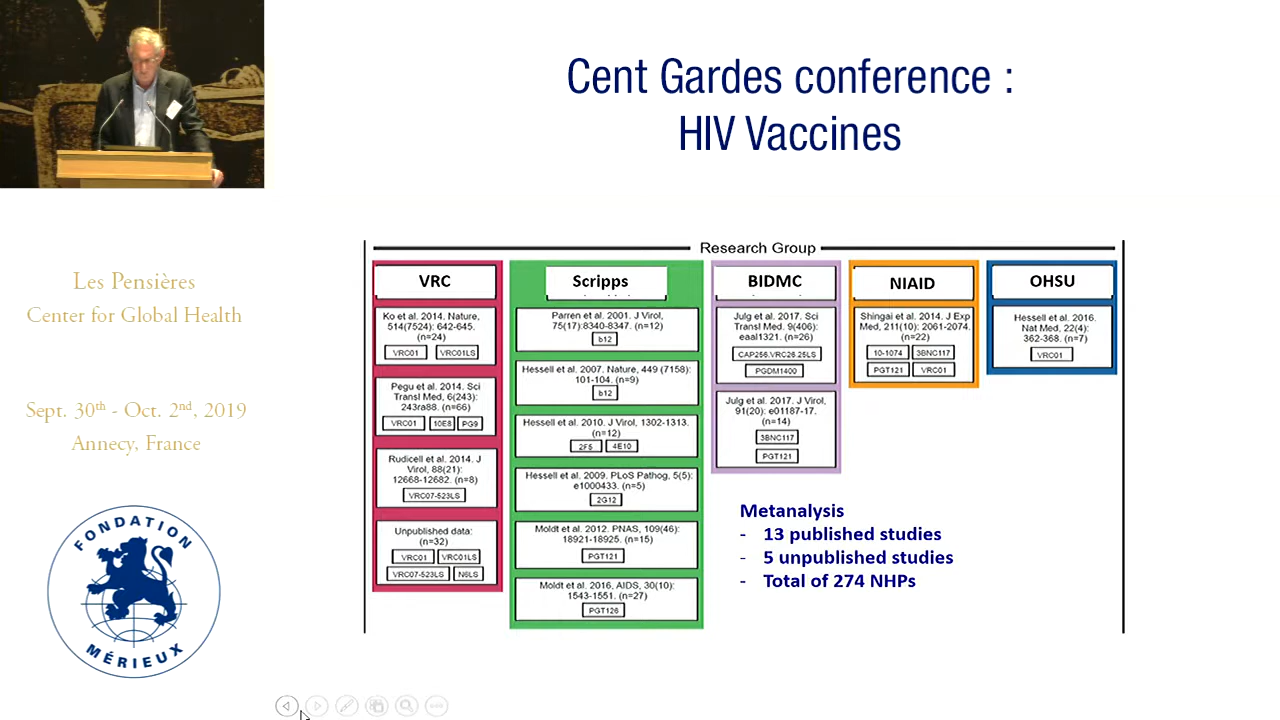 Cent Gardes conference :
HIV Vaccines
Les Pensières
Center for Global Health
Sept. 30th - Oct. 2nd, 2019
Annecy, France
FONDATION
MÉRIEUX
Research Group
VRC
Ko et al. 2014. Nature,
514(7524): 642-645.
(n=24)
VRC01 VRC01LS
Pegu et al. 2014. Sci
Transl Med, 6(243):
243ra88. (n=66)
VRC01 10E8 PG9
Rudicell et al. 2014. J
Virol, 88(21):
12668-12682. (n=8)
VRC07-523LS
Unpublished data:
(n=32)
VRC01 VRC01LS
VRC07-523LS N6LS
Scripps
Parren et al. 2001. J Virol,
75(17):8340-8347. (n=12)
b12
Hessell et al. 2007. Nature, 449 (7158):
101-104. (n=9)
b12
Hessell et al. 2010. J Virol, 1302-1313.
(n=12)
2F5 4E10
Hessell et al. 2009. PLoS Pathog, 5(5):
e1000433. (n=5)
2G12
Moldt et al. 2012. PNAS, 109(46):
18921-18925. (n=15)
PGT121
Moldt et al. 2016, AIDS, 30(10):
1543-1551. (n=27)
PGT126
BIDMC
Julg et al. 2017. Sci
Transl Med. 9(406):
eaal1321. (n=26)
CAP256.VRC26.25LS
PGDM1400
Julg et al. 2017. J Virol,
91(20): e01187-17.
(n=14)
3BNC117
PGT121
NIAID
Shingai et al. 2014. J Exp
Med, 211(10): 2061-2074.
(n=22)
10-1074 3BNC117
PGT121 VRC01
OHSU
Hessell et al. 2016.
Nat Med, 22(4):
362-368. (n=7)
VRC01
Metanalysis
- 13 published studies
- 5 unpublished studies
- Total of 274 NHPs